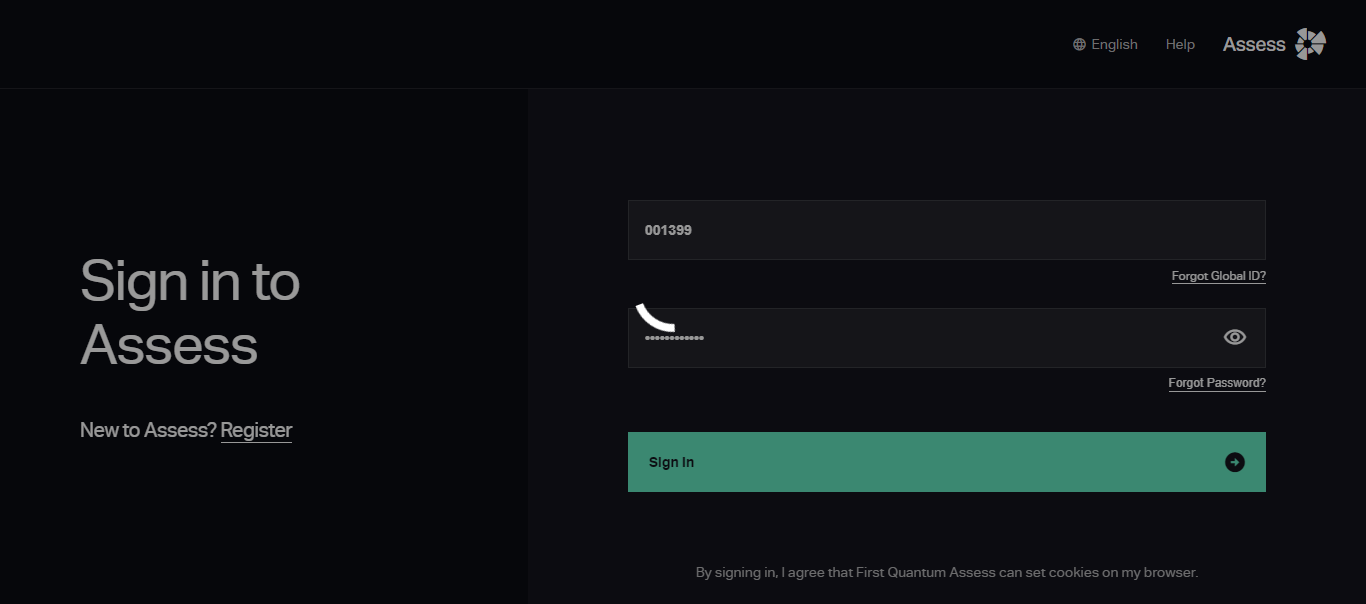 English Help Assess
Sign in to
Assess
New to Assess? Register
001399
Forgot Global ID?
••••••••••••
Forgot Password?
Sign In
By signing in, I agree that First Quantum Assess can set cookies on my browser.